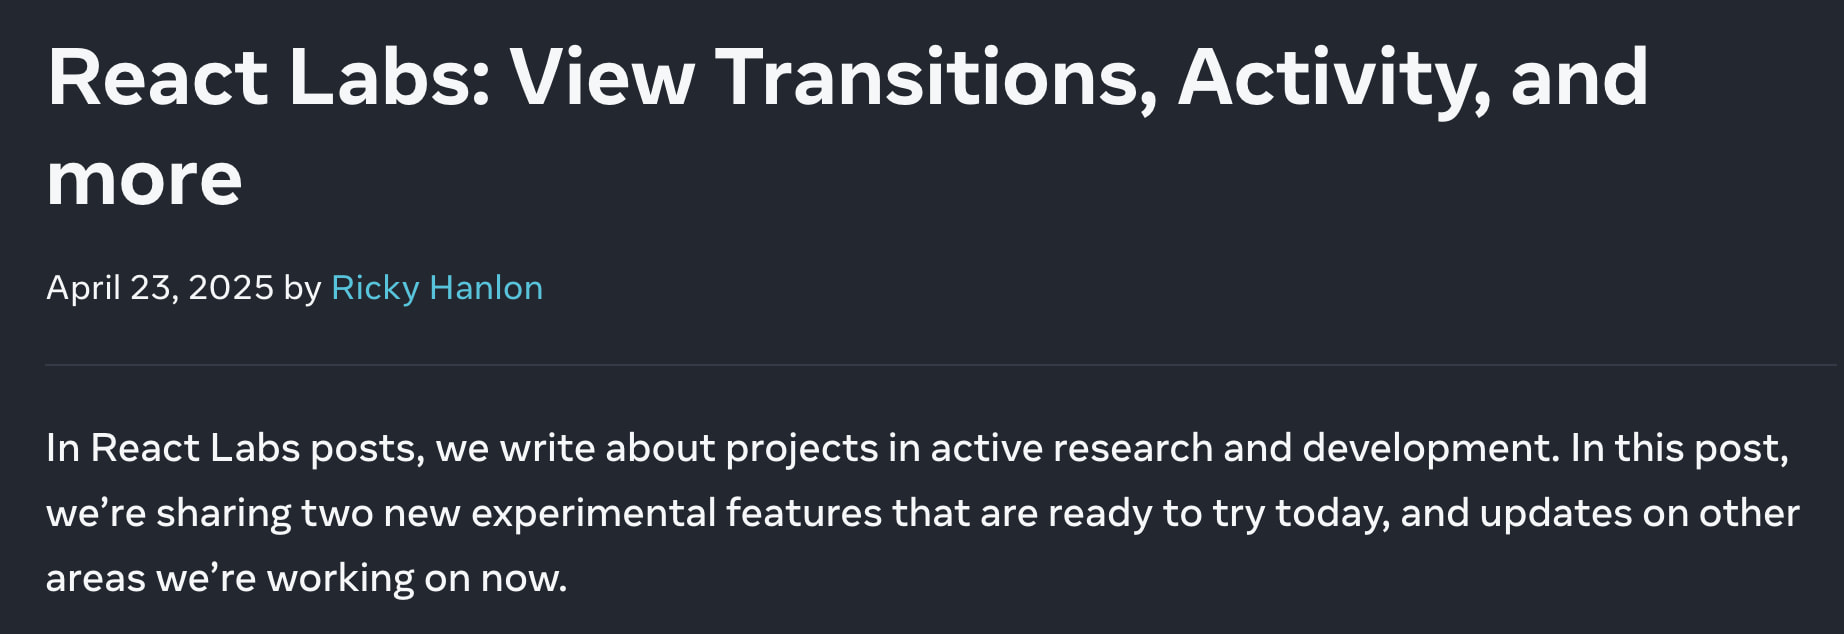 React Labs: View Transitions, Activity, and
more
April 23, 2025 by Ricky Hanlon
In React Labs posts, we write about projects in active research and development. In this post,
we’re sharing two new experimental features that are ready to try today, and updates on other
areas we’re working on now.